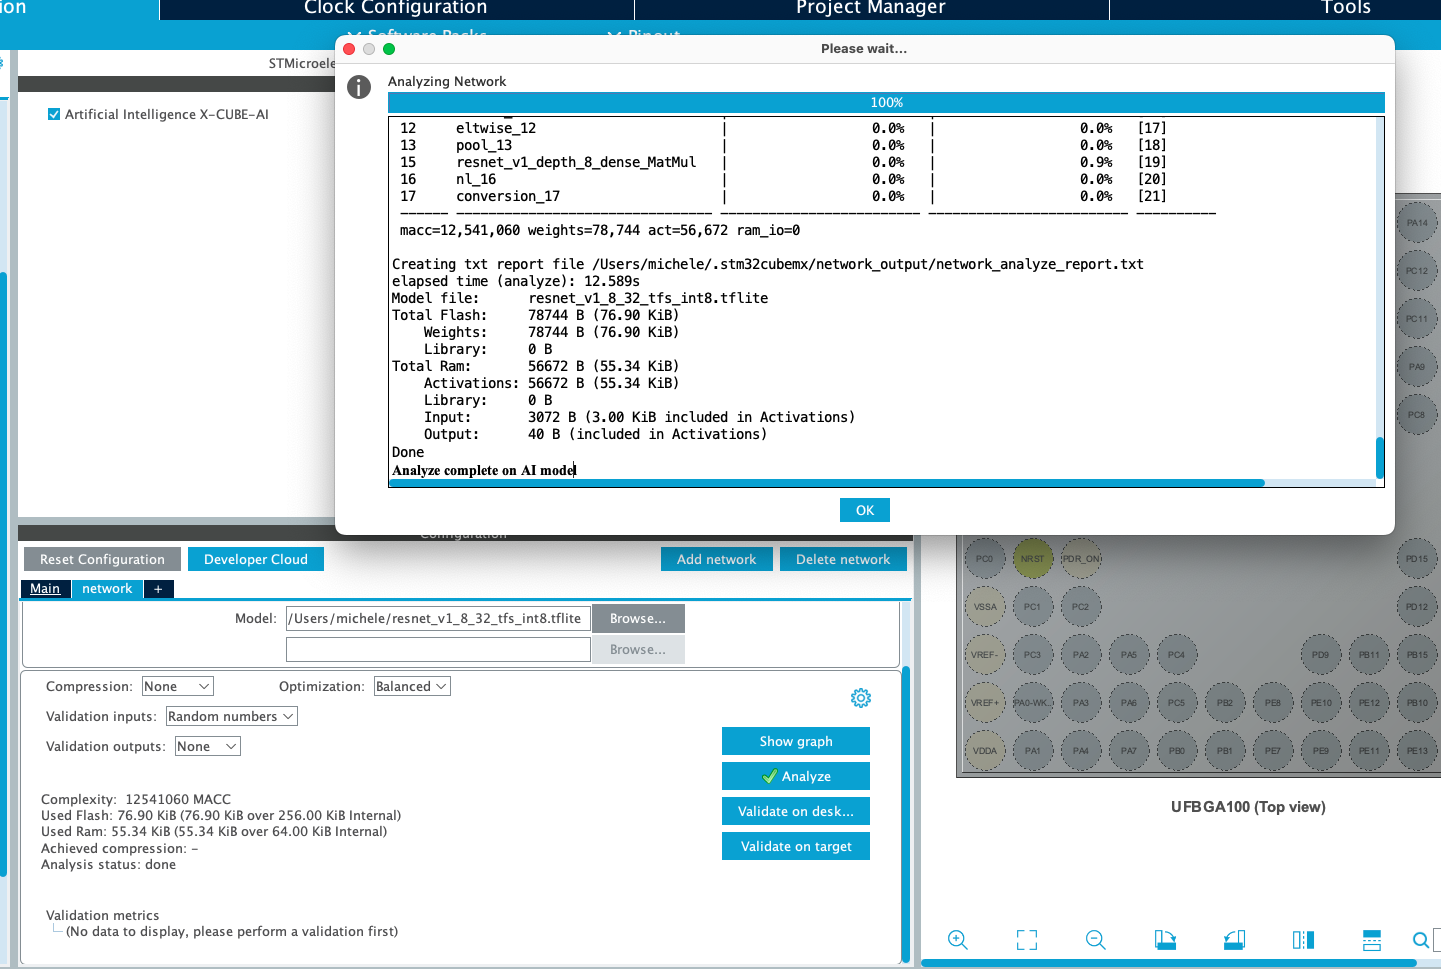 ion
Clock Configuration
Project Manager
Tools
Software Packs
Pinout
STMicroele
Artificial Intelligence X-CUBE-AI
Please wait...
Analyzing Network
100%
12 eltwise_12 | 0.0% | 0.0% [17]
13 pool_13 | 0.0% | 0.0% [18]
15 resnet_v1_depth_8_dense_MatMul | 0.0% | 0.9% [19]
16 nl_16 | 0.0% | 0.0% [20]
17 conversion_17 | 0.0% | 0.0% [21]
macc=12,541,060 weights=78,744 act=56,672 ram_io=0
Creating txt report file /Users/michele/.stm32cubemx/network_output/network_analyze_report.txt
elapsed time (analyze): 12.589s
Model file: resnet_v1_8_32_tfs_int8.tflite
Total Flash: 78744 B (76.90 KiB)
Weights: 78744 B (76.90 KiB)
Library: 0 B
Total Ram: 56672 B (55.34 KiB)
Activations: 56672 B (55.34 KiB)
Library: 0 B
Input: 3072 B (3.00 KiB included in Activations)
Output: 40 B (included in Activations)
Done
Analyze complete on AI model
OK
Configuration
Reset Configuration
Developer Cloud
Add network
Delete network
Main
network
+
Model: /Users/michele/resnet_v1_8_32_tfs_int8.tflite Browse...
Browse...
Compression: None Optimization: Balanced
Validation inputs: Random numbers
Validation outputs: None
Show graph
Analyze
Validate on desk...
Validate on target
Complexity: 12541060 MACC
Used Flash: 76.90 KiB (76.90 KiB over 256.00 KiB Internal)
Used Ram: 55.34 KiB (55.34 KiB over 64.00 KiB Internal)
Achieved compression: -
Analysis status: done
Validation metrics
(No data to display, please perform a validation first)
PA14
PC12
PC11
PA9
PC8
PC0 NRST PDR_ON PD15
VSSA PC1 PC2 PD12
VREF- PC3 PA2 PA5 PC4 PD9 PB11 PB15
VREF+ PA0-WK.. PA3 PA6 PC5 PB2 PE8 PE10 PE12 PB10
VDDA PA1 PA4 PA7 PB0 PB1 PE7 PE9 PE11 PE13
UFBGA100 (Top view)